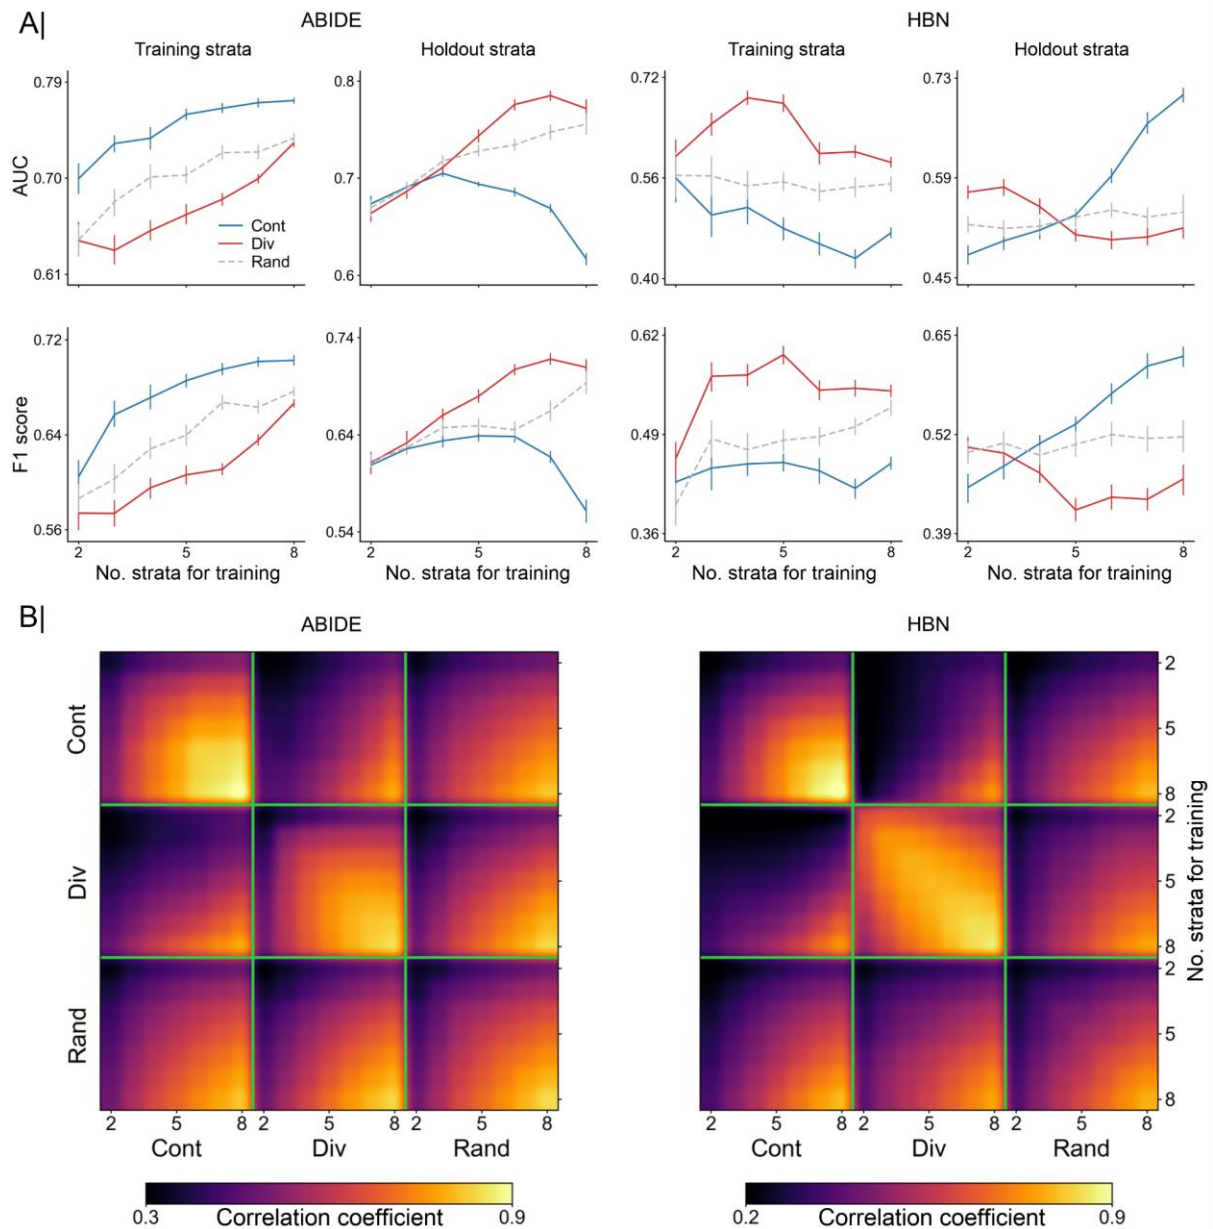 A|
ABIDE
HBN
Training strata
Holdout strata
Training strata
Holdout strata
AUC
0.79
0.70
0.61
Cont
Div
Rand
0.8
0.7
0.6
0.72
0.56
0.40
0.73
0.59
0.45
F1 score
0.72
0.64
0.56
2 5 8
No. strata for training
0.74
0.64
0.54
2 5 8
No. strata for training
0.62
0.49
0.36
2 5 8
No. strata for training
0.65
0.52
0.39
2 5 8
No. strata for training
B|
ABIDE
HBN
Cont
Div
Rand
2
5
8
2
5
8
2
5
8
No. strata for training
2 5 8 2 5 8 2 5 8
Cont Div Rand
2 5 8 2 5 8 2 5 8
Cont Div Rand
0.3 Correlation coefficient 0.9
0.2 Correlation coefficient 0.9